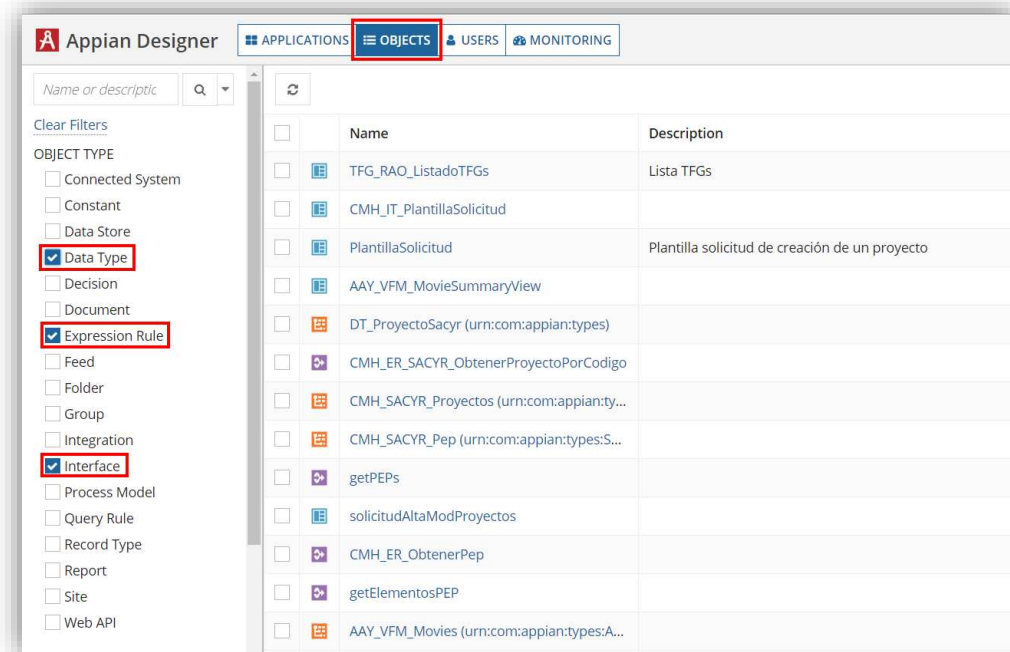 Appian Designer APPLICATIONS OBJECTS USERS MONITORING
Name or descriptic
Clear Filters
OBJECT TYPE
Connected System
Constant
Data Store
Data Type
Decision
Document
Expression Rule
Feed
Folder
Group
Integration
Interface
Process Model
Query Rule
Record Type
Report
Site
Web API
Name Description
TFG_RAO_ListadoTFGs Lista TFGs
CMH_IT_PlantillaSolicitud
PlantillaSolicitud Plantilla solicitud de creación de un proyecto
AAY_VFM_MovieSummaryView
DT_ProyectoSacyr (urn:com:appian:types)
CMH_ER_SACYR_ObtenerProyectoPorCodigo
CMH_SACYR_Proyectos (urn:com:appian:ty...
CMH_SACYR_Pep (urn:com:appian:types:S...
getPEPs
solicitudAltaModProyectos
CMH_ER_ObtenerPep
getElementosPEP
AAY_VFM_Movies (urn:com:appian:types:A...